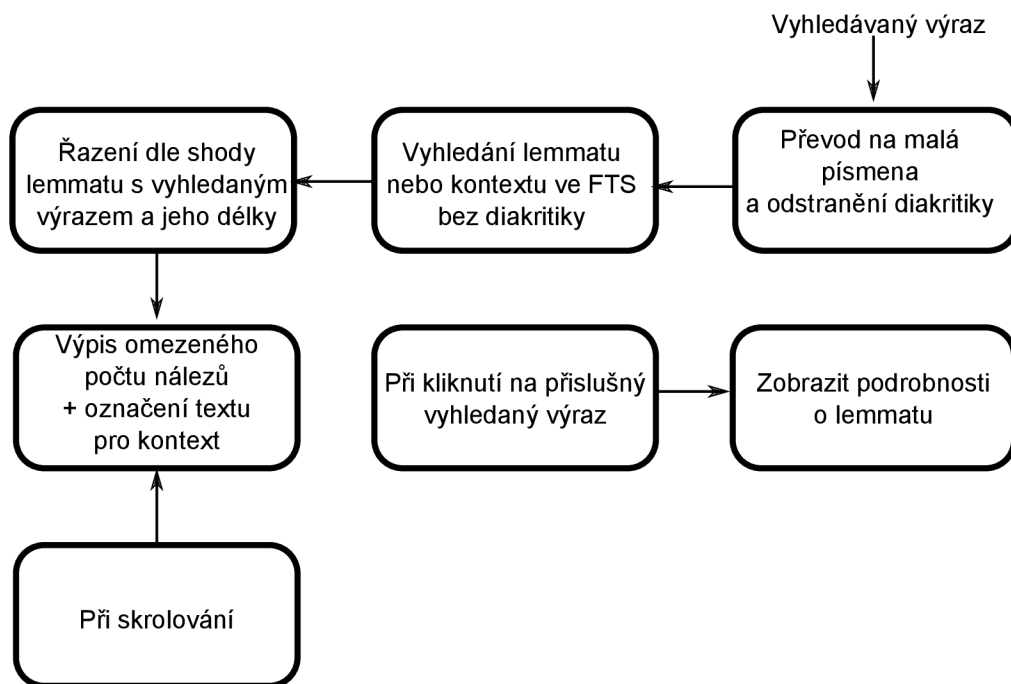 Vyhledávaný výraz
Řazení dle shody
lemmatu s vyhledaným
výrazem a jeho délky
Vyhledání lemmatu
nebo kontextu ve FTS
bez diakritiky
Převod na malá
písmena
a odstranění diakritiky
Výpis omezeného
počtu nálezů
+ označení textu
pro kontext
Při kliknutí na přislušný
vyhledaný výraz
Zobrazit podrobnosti
o lemmatu
Při skrolování